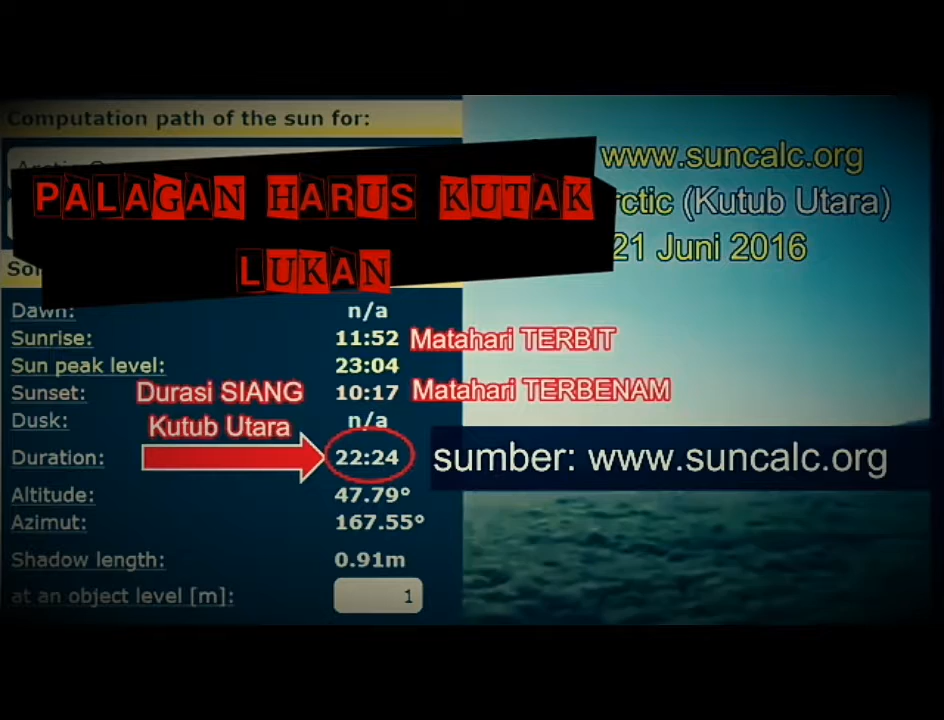 Computation path of the sun for:
www.suncalc.org
PALAGAN HARUS KUTAK
(Kutub Utara)
LUKAN
21 Juni 2016
Dawn:
n/a
Sunrise:
11:52
Matahari TERBIT
Sun peak level:
23:04
Sunset:
Durasi SIANG
10:17
Matahari TERBENAM
Dusk:
Kutub Utara
n/a
Duration:
22:24
sumber: www.suncalc.org
Altitude:
47.79°
Azimut:
167.55°
Shadow length:
0.91m
at an object level [m]:
1